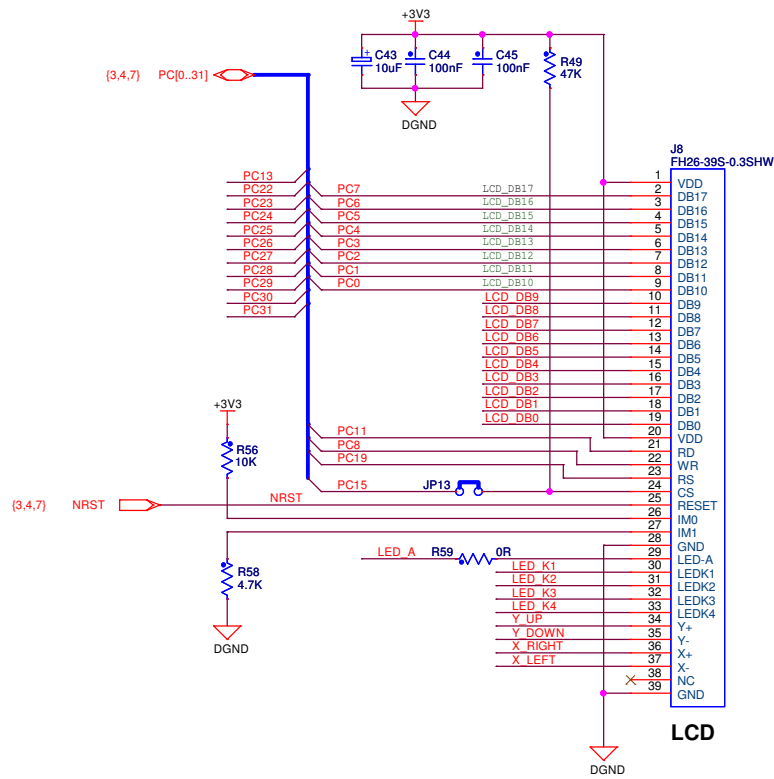 +3V3
C43
10uF
C44
100nF
C45
100nF
R49
47K
{3,4,7} PC[0..31]
DGND
J8
FH26-39S-0.3SHW
PC13
PC22
PC23
PC24
PC25
PC26
PC27
PC28
PC29
PC30
PC31
PC7
PC6
PC5
PC4
PC3
PC2
PC1
PC0
LCD_DB17
LCD_DB16
LCD_DB15
LCD_DB14
LCD_DB13
LCD_DB12
LCD_DB11
LCD_DB10
LCD_DB9
LCD_DB8
LCD_DB7
LCD_DB6
LCD_DB5
LCD_DB4
LCD_DB3
LCD_DB2
LCD_DB1
LCD_DB0
1 VDD
2 DB17
3 DB16
4 DB15
5 DB14
6 DB13
7 DB12
8 DB11
9 DB10
10 DB9
11 DB8
12 DB7
13 DB6
14 DB5
15 DB4
16 DB3
17 DB2
18 DB1
19 DB0
20 VDD
21 RD
22 WR
23 RS
24 CS
25 RESET
26 IM0
27 IM1
28 GND
29 LED-A
30 LEDK1
31 LEDK2
32 LEDK3
33 LEDK4
34 Y+
35 Y-
36 X+
37 X-
38 NC
39 GND
+3V3
R56
10K
PC11
PC8
PC19
PC15
JP13
{3,4,7} NRST
NRST
R58
4.7K
DGND
LED_A
R59
0R
LED_K1
LED_K2
LED_K3
LED_K4
Y_UP
Y_DOWN
X_RIGHT
X_LEFT
LCD
DGND